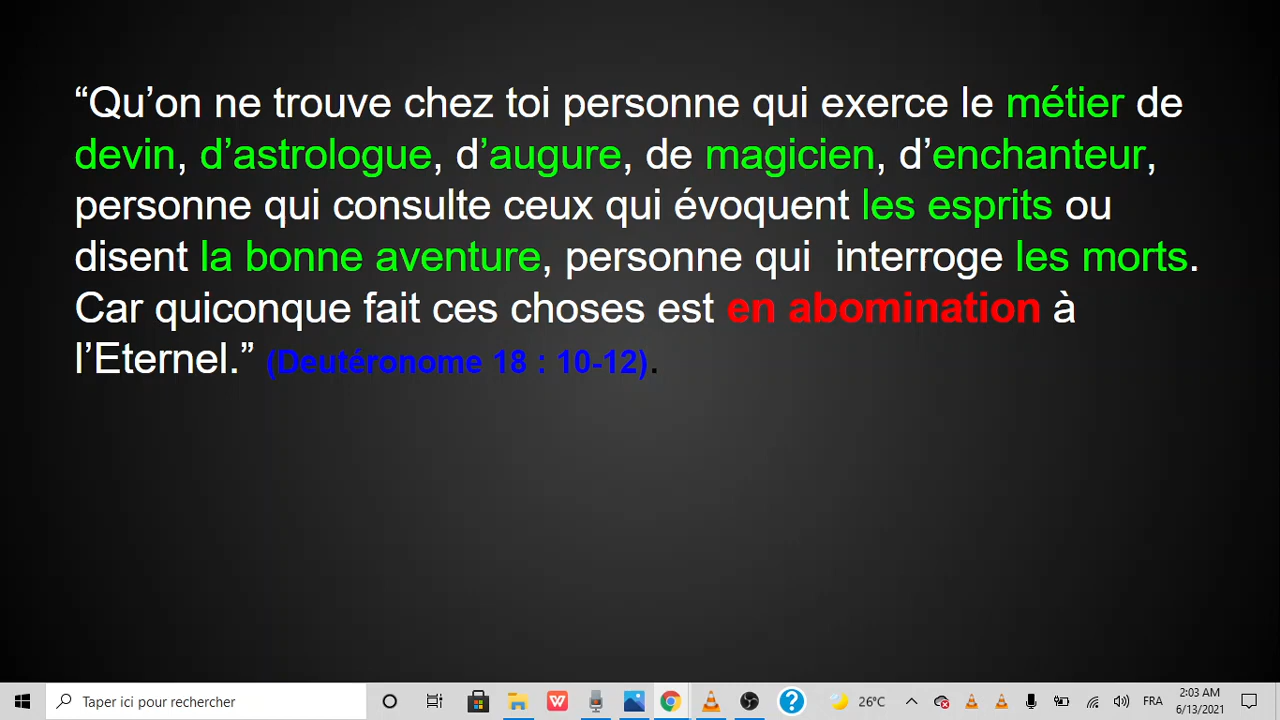 “Qu’on ne trouve chez toi personne qui exerce le métier de
devin, d’astrologue, d’augure, de magicien, d’enchanteur,
personne qui consulte ceux qui évoquent les esprits ou
disent la bonne aventure, personne qui  interroge les morts.
Car quiconque fait ces choses est en abomination à
l’Eternel.” (Deutéronome 18 : 10-12).
Taper ici pour rechercher
26°C
FRA
2:03 AM
6/13/2021